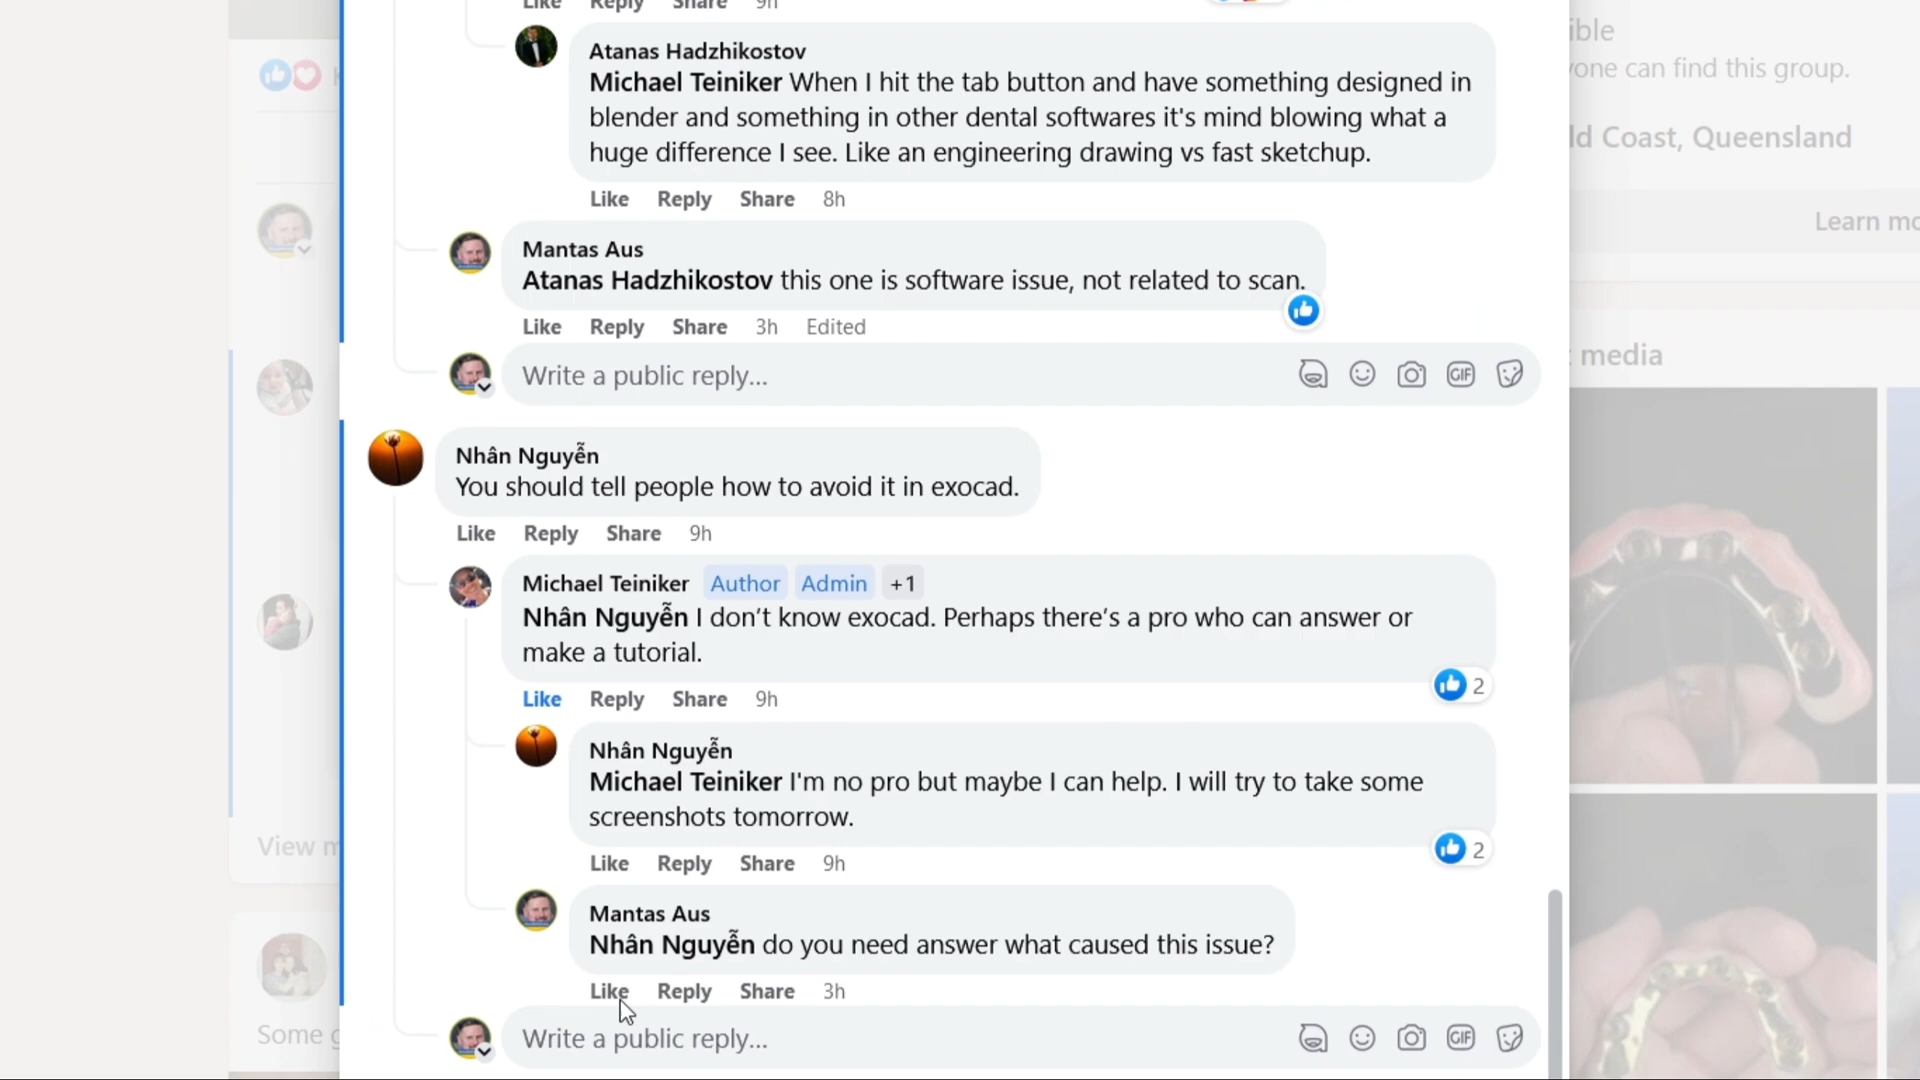 Like Reply Share 9h
Atanas Hadzhikostov
Michael Teiniker When I hit the tab button and have something designed in
blender and something in other dental softwares it's mind blowing what a
huge difference I see. Like an engineering drawing vs fast sketchup.
Like Reply Share 8h
Mantas Aus
Atanas Hadzhikostov this one is software issue, not related to scan.
Like Reply Share 3h Edited
Write a public reply...
GIF
Nhân Nguyễn
You should tell people how to avoid it in exocad.
Like Reply Share 9h
Michael Teiniker Author Admin +1
Nhân Nguyễn I don’t know exocad. Perhaps there’s a pro who can answer or
make a tutorial.
2
Like Reply Share 9h
Nhân Nguyễn
Michael Teiniker I'm no pro but maybe I can help. I will try to take some
screenshots tomorrow.
2
Like Reply Share 9h
Mantas Aus
Nhân Nguyễn do you need answer what caused this issue?
Like Reply Share 3h
Write a public reply...
GIF
View
Some
can find this group.
Coast, Queensland
Learn
media